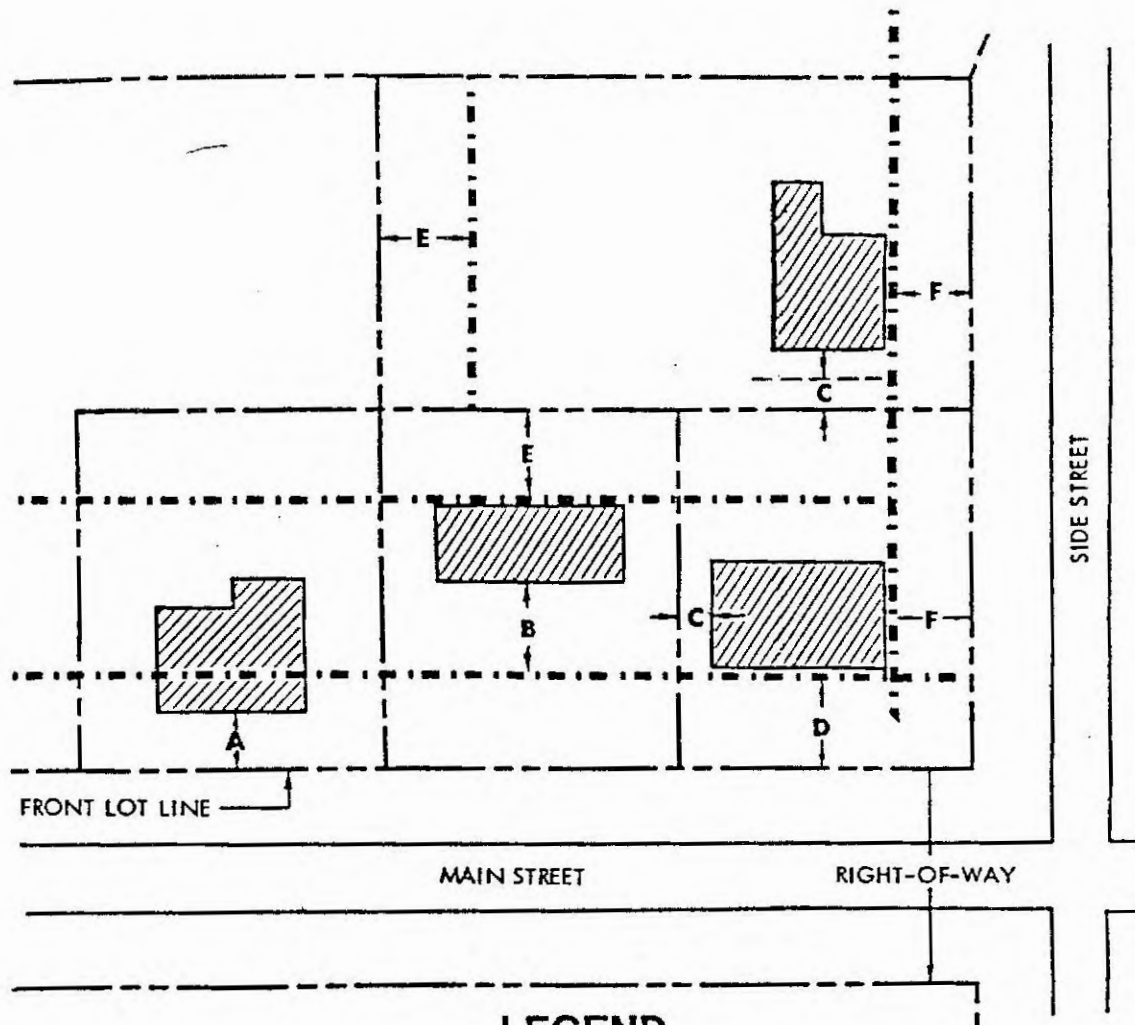 E
F
C
E
SIDE STREET
B
C
F
A
D
FRONT LOT LINE
MAIN STREET
RIGHT-OF-WAY
LEGEND